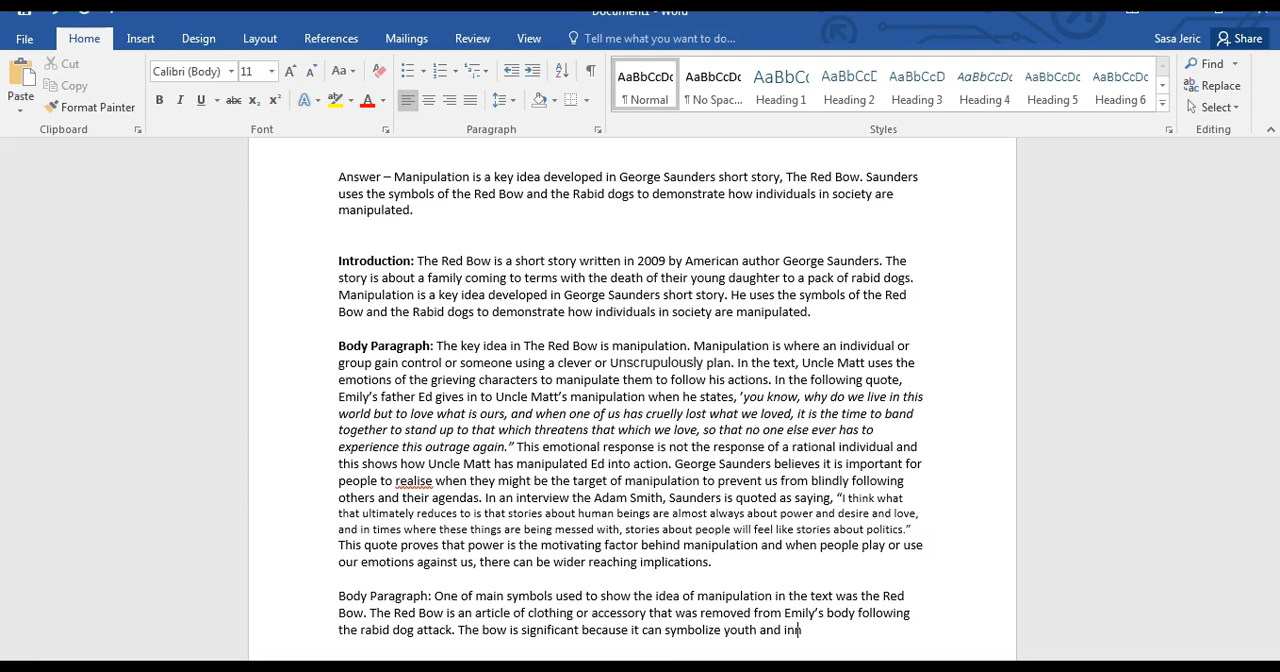 Document1 - Word
File Home Insert Design Layout References Mailings Review View Tell me what you want to do... Sasa Jeric Share
Cut Calibri (Body) 11 Aa AaBbCcDc AaBbCcDc AaBbCc AaBbCcD AaBbCcDc AaBbCcDc AaBbCcDc AaBbCcDc Find
Copy Replace
Paste Format Painter B I U abc x₂ x² A A ¶ Normal ¶ No Spac... Heading 1 Heading 2 Heading 3 Heading 4 Heading 5 Heading 6 Select
Clipboard Font Paragraph Styles Editing
Answer – Manipulation is a key idea developed in George Saunders short story, The Red Bow. Saunders
uses the symbols of the Red Bow and the Rabid dogs to demonstrate how individuals in society are
manipulated.
Introduction: The Red Bow is a short story written in 2009 by American author George Saunders. The
story is about a family coming to terms with the death of their young daughter to a pack of rabid dogs.
Manipulation is a key idea developed in George Saunders short story. He uses the symbols of the Red
Bow and the Rabid dogs to demonstrate how individuals in society are manipulated.
Body Paragraph: The key idea in The Red Bow is manipulation. Manipulation is where an individual or
group gain control or someone using a clever or Unscrupulously plan. In the text, Uncle Matt uses the
emotions of the grieving characters to manipulate them to follow his actions. In the following quote,
Emily’s father Ed gives in to Uncle Matt’s manipulation when he states, ‘you know, why do we live in this
world but to love what is ours, and when one of us has cruelly lost what we loved, it is the time to band
together to stand up to that which threatens that which we love, so that no one else ever has to
experience this outrage again.” This emotional response is not the response of a rational individual and
this shows how Uncle Matt has manipulated Ed into action. George Saunders believes it is important for
people to realise when they might be the target of manipulation to prevent us from blindly following
others and their agendas. In an interview the Adam Smith, Saunders is quoted as saying, “I think what
that ultimately reduces to is that stories about human beings are almost always about power and desire and love,
and in times where these things are being messed with, stories about people will feel like stories about politics.”
This quote proves that power is the motivating factor behind manipulation and when people play or use
our emotions against us, there can be wider reaching implications.
Body Paragraph: One of main symbols used to show the idea of manipulation in the text was the Red
Bow. The Red Bow is an article of clothing or accessory that was removed from Emily’s body following
the rabid dog attack. The bow is significant because it can symbolize youth and inn